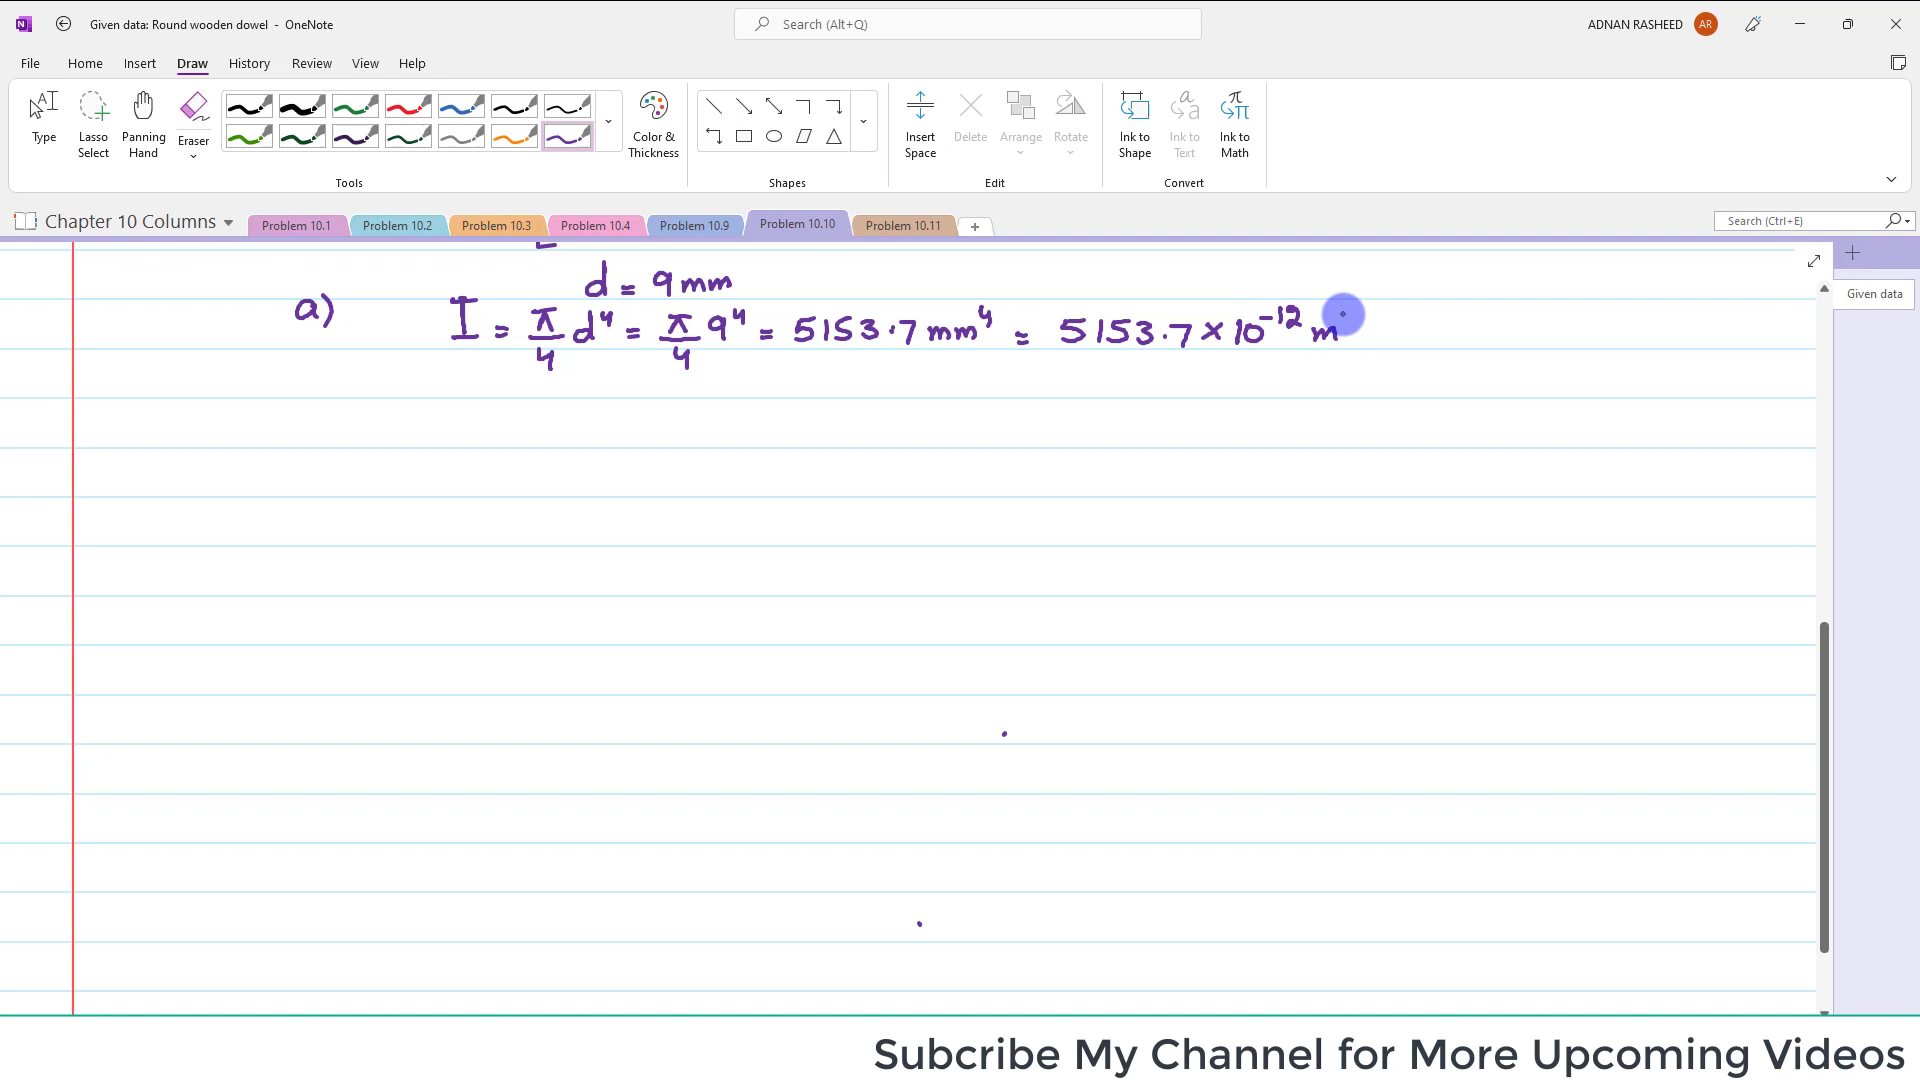 Given data: Round wooden dowel - OneNote
Search (Alt+Q)
ADNAN RASHEED AR
File Home Insert Draw History Review View Help
Type
Lasso Select
Panning Hand
Eraser
Color & Thickness
Insert Space
Delete
Arrange
Rotate
Ink to Shape
Ink to Text
Ink to Math
Tools Shapes Edit Convert
Chapter 10 Columns
Problem 10.1 Problem 10.2 Problem 10.3 Problem 10.4 Problem 10.9 Problem 10.10 Problem 10.11
Search (Ctrl+E)
Given data
d = 9 mm
a) I = π/4 d⁴ = π/4 9⁴ = 5153.7 mm⁴ = 5153.7 × 10⁻¹² m
Subcribe My Channel for More Upcoming Videos